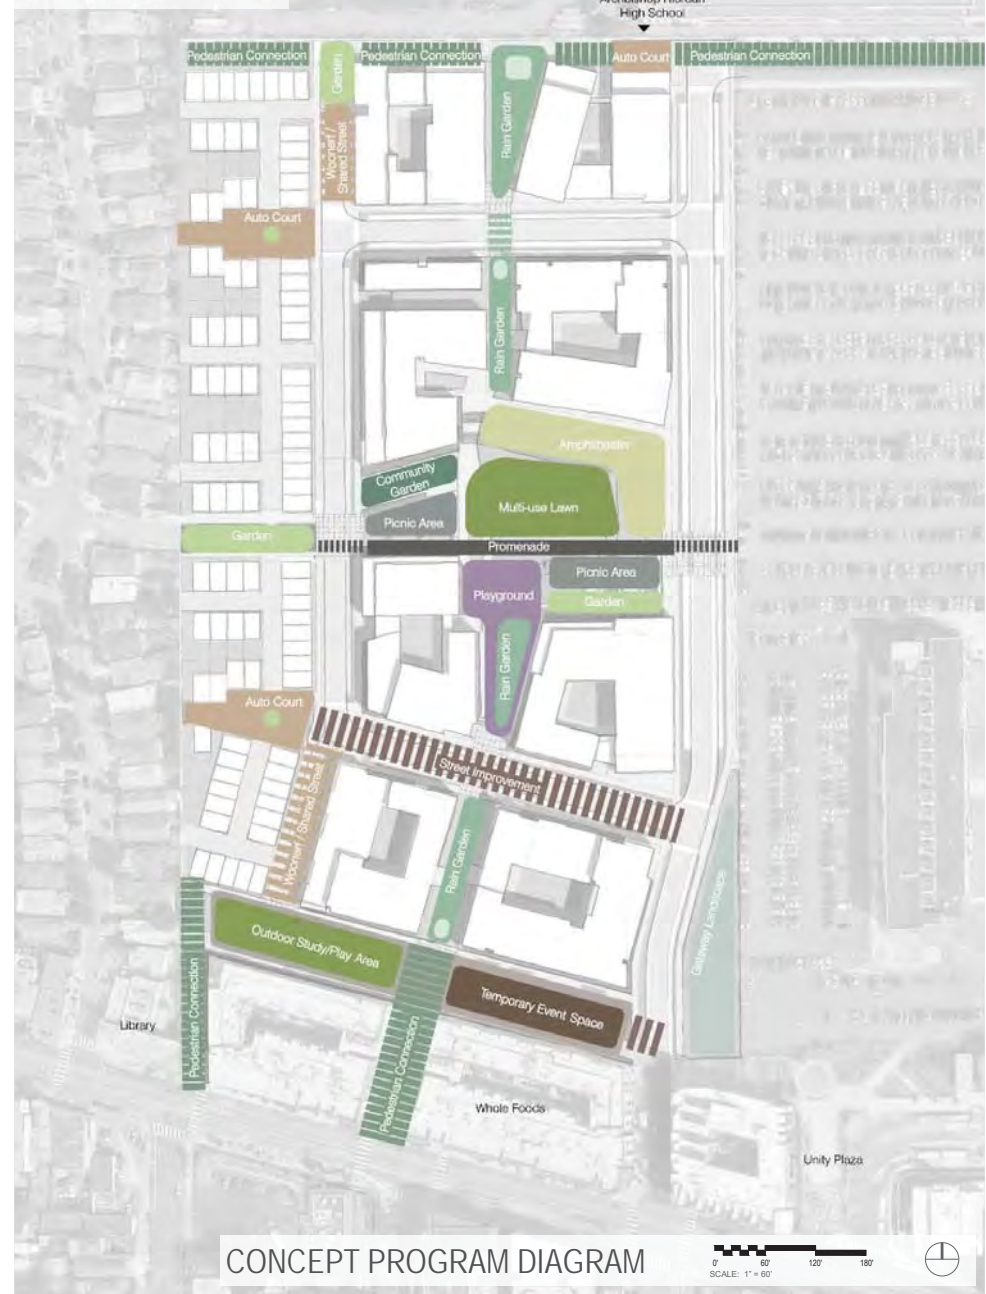 High School
Pedestrian Connection
Garden
Pedestrian Connection
Rain Garden
Auto Court
Pedestrian Connection
Woonerf /
Shared Street
Auto Court
Rain Garden
Amphitheater
Community
Garden
Picnic Area
Multi-use Lawn
Garden
Promenade
Playground
Picnic Area
Garden
Rain Garden
Auto Court
Street Improvement
Woonerf / Shared Street
Rain Garden
Gateway Landscape
Outdoor Study/Play Area
Temporary Event Space
Pedestrian Connection
Library
Pedestrian Connection
Whole Foods
Unity Plaza
CONCEPT PROGRAM DIAGRAM
0' 60' 120' 180'
SCALE: 1" = 60'